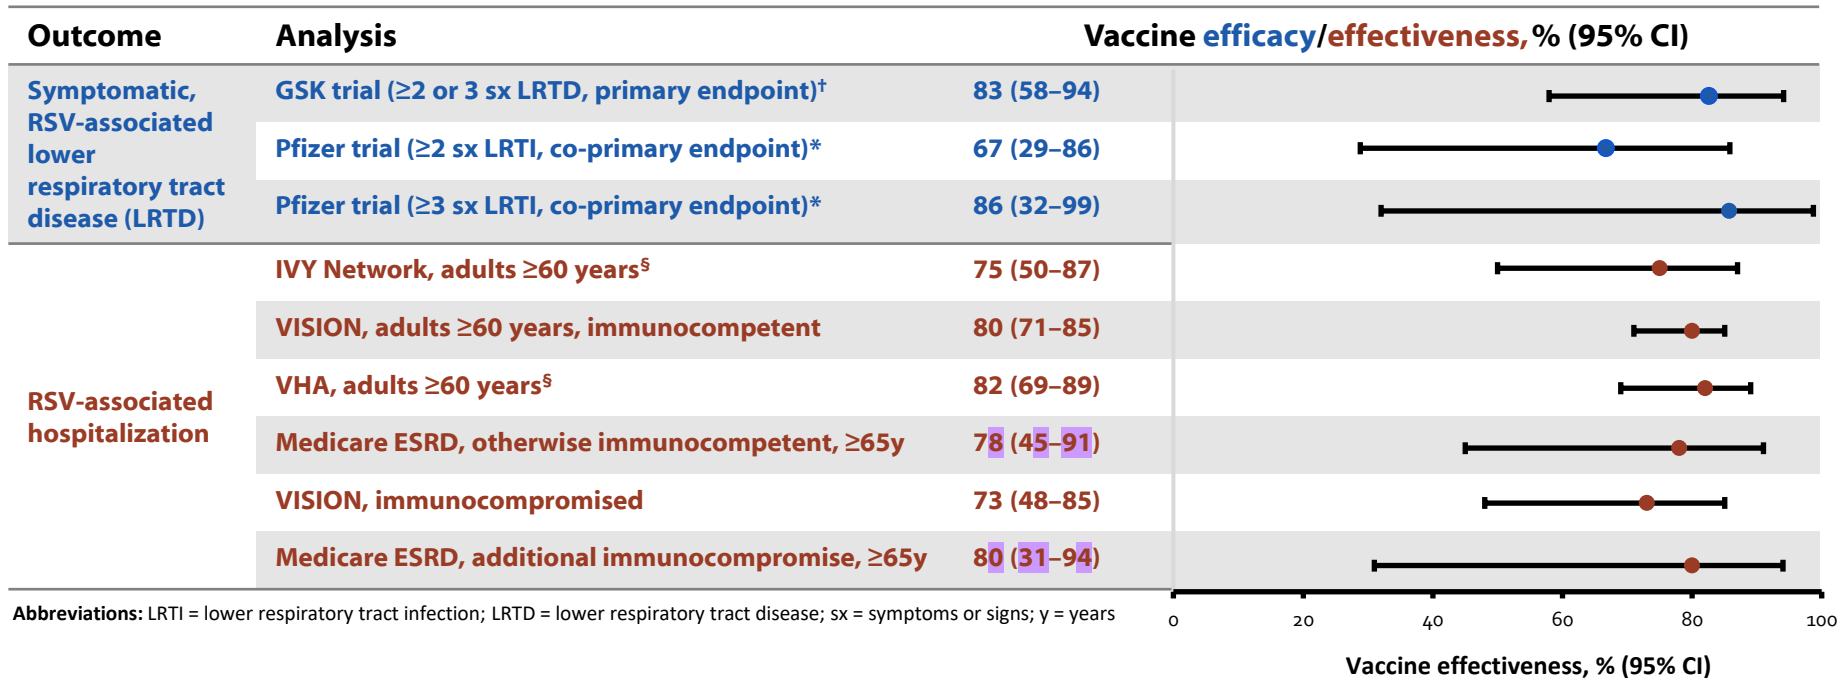 Outcome Analysis Vaccine efficacy/effectiveness, % (95% CI)
Symptomatic,
RSV-associated
lower
respiratory tract
disease (LRTD)
GSK trial (≥2 or 3 sx LRTD, primary endpoint)† 83 (58–94)
Pfizer trial (≥2 sx LRTI, co-primary endpoint)* 67 (29–86)
Pfizer trial (≥3 sx LRTI, co-primary endpoint)* 86 (32–99)
RSV-associated
hospitalization
IVY Network, adults ≥60 years§ 75 (50–87)
VISION, adults ≥60 years, immunocompetent 80 (71–85)
VHA, adults ≥60 years§ 82 (69–89)
Medicare ESRD, otherwise immunocompetent, ≥65y 78 (45–91)
VISION, immunocompromised 73 (48–85)
Medicare ESRD, additional immunocompromise, ≥65y 80 (31–94)
Abbreviations: LRTI = lower respiratory tract infection; LRTD = lower respiratory tract disease; sx = symptoms or signs; y = years
0 20 40 60 80 100
Vaccine effectiveness, % (95% CI)